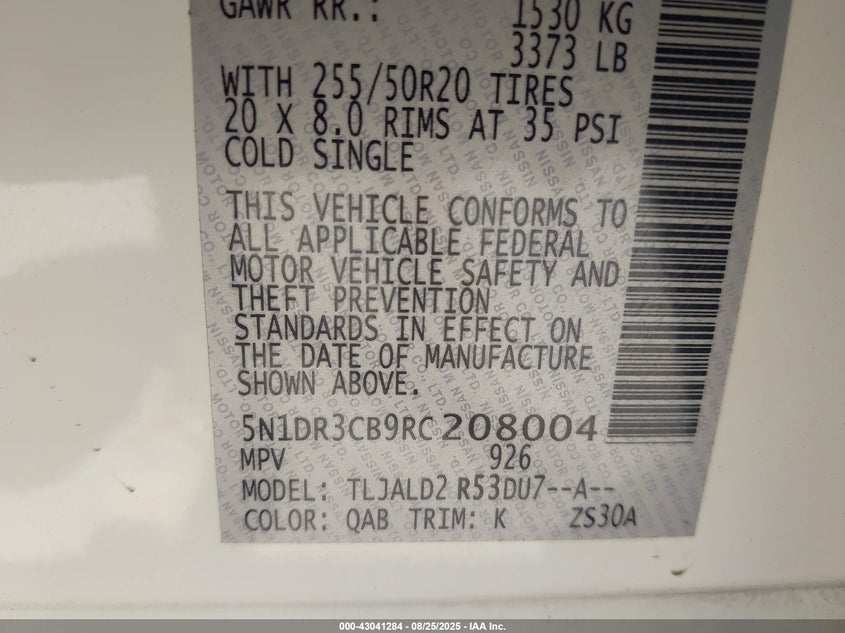 GAWR RR.: 1530 KG
3373 LB
WITH 255/50R20 TIRES
20 X 8.0 RIMS AT 35 PSI
COLD SINGLE
THIS VEHICLE CONFORMS TO
ALL APPLICABLE FEDERAL
MOTOR VEHICLE SAFETY AND
THEFT PREVENTION
STANDARDS IN EFFECT ON
THE DATE OF MANUFACTURE
SHOWN ABOVE.
5N1DR3CB9RC208004
MPV 926
MODEL: TLJALD2 R53DU7--A--
COLOR: QAB TRIM: K ZS30A
000-43041284 - 08/25/2025 - IAA Inc.